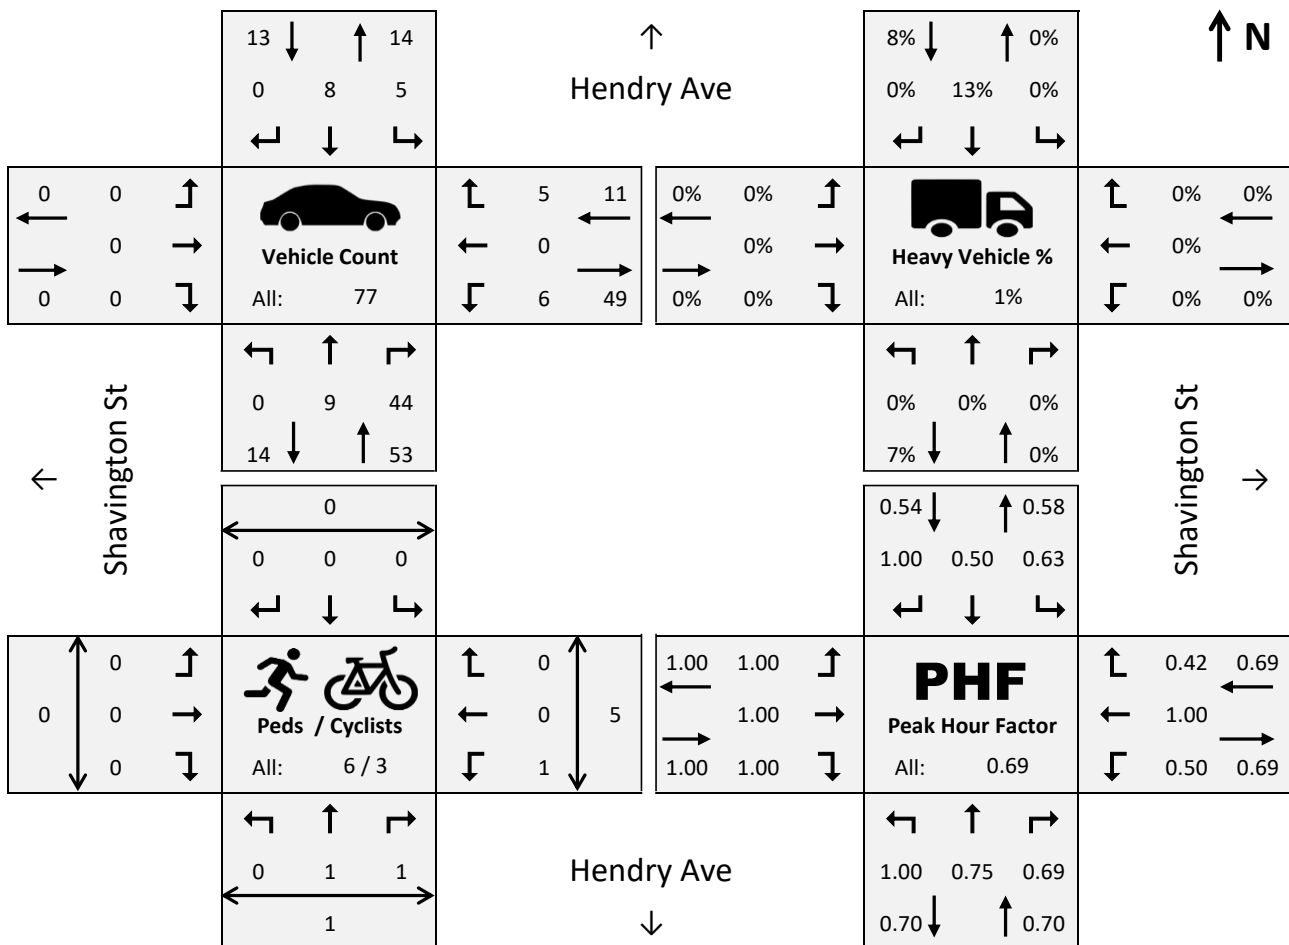 13 14
0 8 5
0 0
0
0 0
Vehicle Count
All: 77
5 11
0
6 49
0 9 44
14 53
↑
Hendry Ave
8% 0%
0% 13% 0%
N
0% 0%
0%
0% 0%
Heavy Vehicle %
All: 1%
0% 0%
0%
0% 0%
0% 0% 0%
7% 0%
Shavington St
←
Shavington St
→
0
0 0 0
0
0
0
0
Peds / Cyclists
All: 6 / 3
0
0 5
1
0 1 1
1
Hendry Ave
↓
0.54 0.58
1.00 0.50 0.63
1.00 1.00
1.00
1.00 1.00
PHF
Peak Hour Factor
All: 0.69
0.42 0.69
1.00
0.50 0.69
1.00 0.75 0.69
0.70 0.70